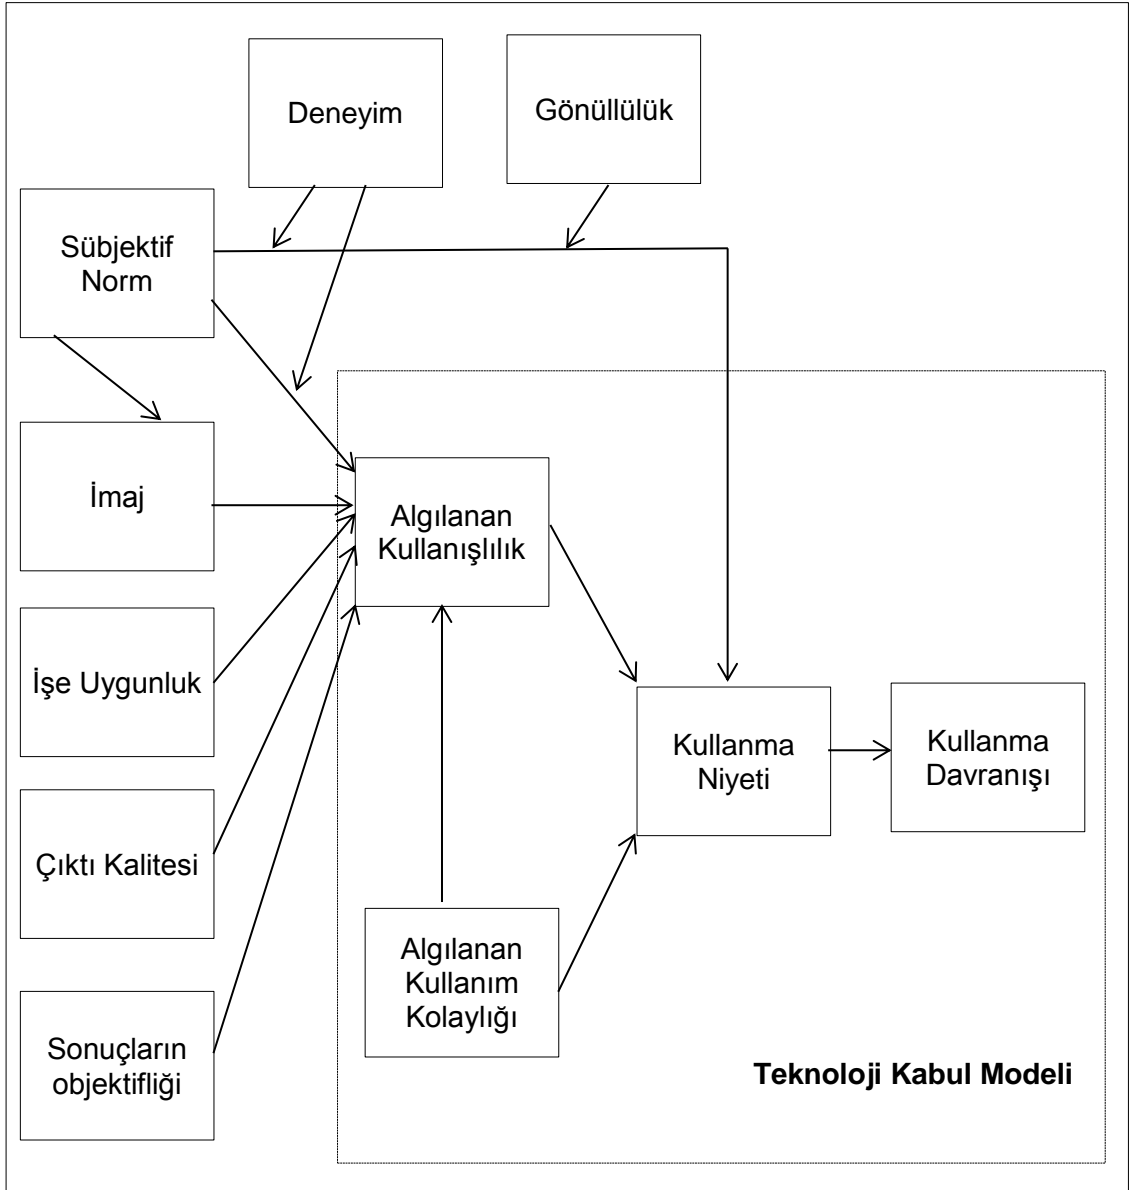 Deneyim
Gönüllülük
Sübjektif
Norm
İmaj
Algılanan
Kullanışlılık
İşe Uygunluk
Kullanma
Niyeti
Kullanma
Davranışı
Çıktı Kalitesi
Algılanan
Kullanım
Kolaylığı
Sonuçların
objektifliği
Teknoloji Kabul Modeli